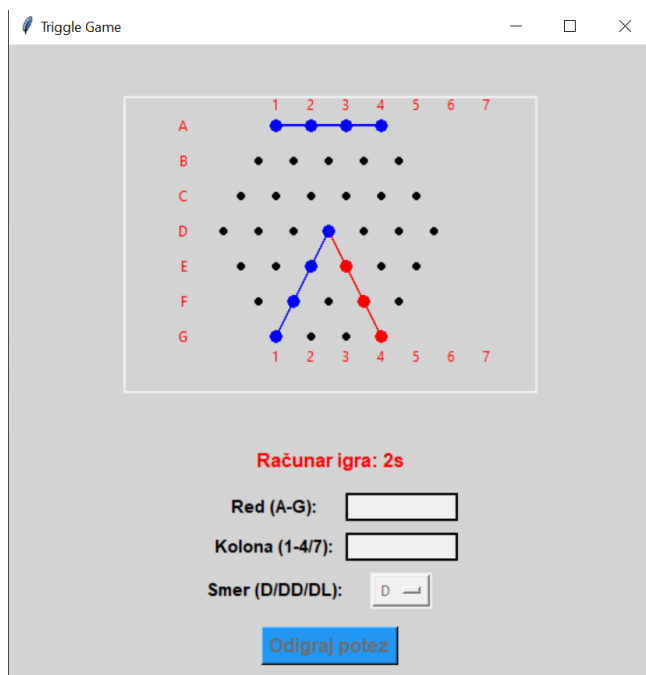 Triggle Game
1 2 3 4 5 6 7
A
B
C
D
E
F
G
1 2 3 4 5 6 7
Računar igra: 2s
Red (A-G):
Kolona (1-4/7):
Smer (D/DD/DL): D
Odigraj potez